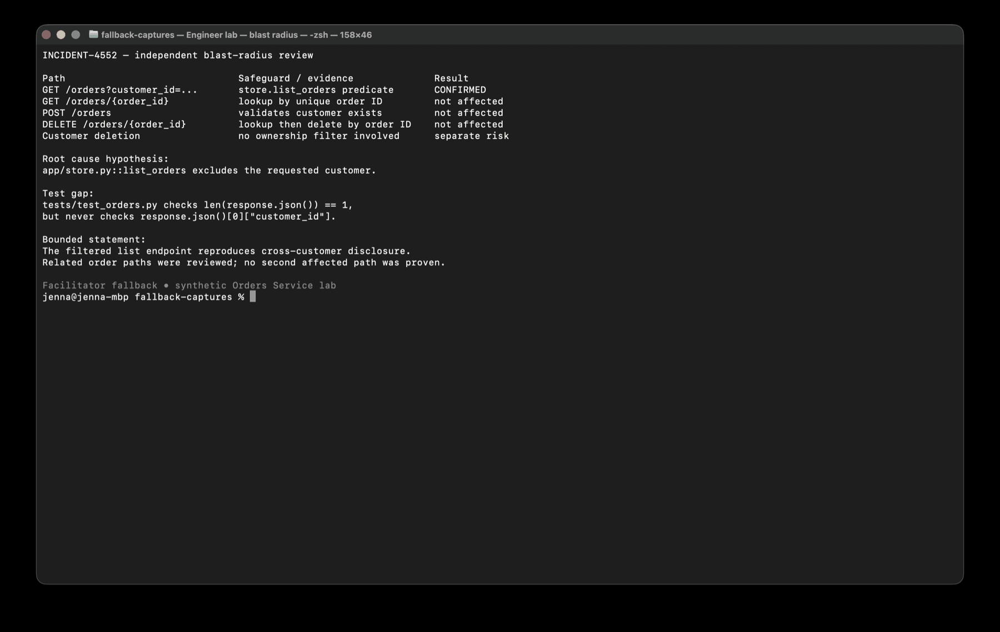 fallback-captures — Engineer lab — blast radius — -zsh — 158×46
INCIDENT-4552 — independent blast-radius review
Path Safeguard / evidence Result
GET /orders?customer_id=... store.list_orders predicate CONFIRMED
GET /orders/{order_id} lookup by unique order ID not affected
POST /orders validates customer exists not affected
DELETE /orders/{order_id} lookup then delete by order ID not affected
Customer deletion no ownership filter involved separate risk
Root cause hypothesis:
app/store.py::list_orders excludes the requested customer.
Test gap:
tests/test_orders.py checks len(response.json()) == 1,
but never checks response.json()[0]["customer_id"].
Bounded statement:
The filtered list endpoint reproduces cross-customer disclosure.
Related order paths were reviewed; no second affected path was proven.
Facilitator fallback • synthetic Orders Service lab
jenna@jenna-mbp fallback-captures %